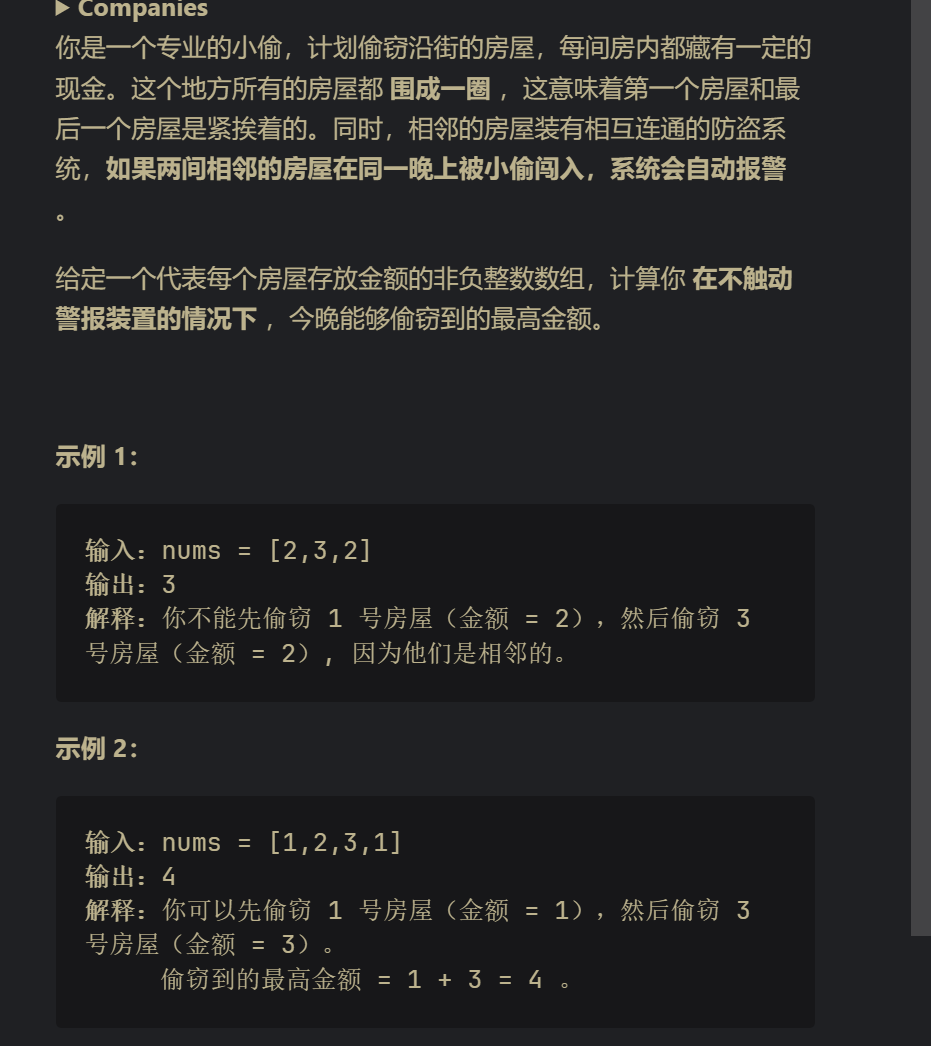 Companies
你是一个专业的小偷，计划偷窃沿街的房屋，每间房内都藏有一定的
现金。这个地方所有的房屋都 围成一圈 ，这意味着第一个房屋和最
后一个房屋是紧挨着的。同时，相邻的房屋装有相互连通的防盗系
统，如果两间相邻的房屋在同一晚上被小偷闯入，系统会自动报警
。
给定一个代表每个房屋存放金额的非负整数数组，计算你 在不触动
警报装置的情况下 ，今晚能够偷窃到的最高金额。
示例 1：
输入：nums = [2,3,2]
输出：3
解释：你不能先偷窃 1 号房屋（金额 = 2），然后偷窃 3
号房屋（金额 = 2）, 因为他们是相邻的。
示例 2：
输入：nums = [1,2,3,1]
输出：4
解释：你可以先偷窃 1 号房屋（金额 = 1），然后偷窃 3
号房屋（金额 = 3）。
偷窃到的最高金额 = 1 + 3 = 4 。